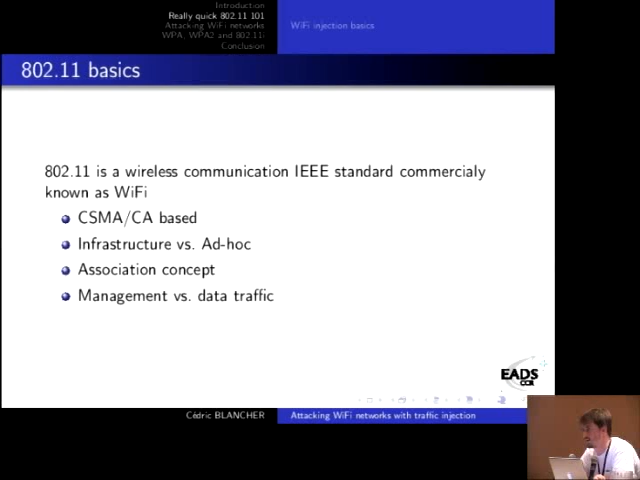 Introduction
Really quick 802.11 101
Attacking WiFi networks
WPA, WPA2 and 802.11i
Conclusion
WiFi injection basics
802.11 basics
802.11 is a wireless communication IEEE standard commercialy
known as WiFi
CSMA/CA based
Infrastructure vs. Ad-hoc
Association concept
Management vs. data traffic
EADS
CCR
Cédric BLANCHER
Attacking WiFi networks with traffic injection